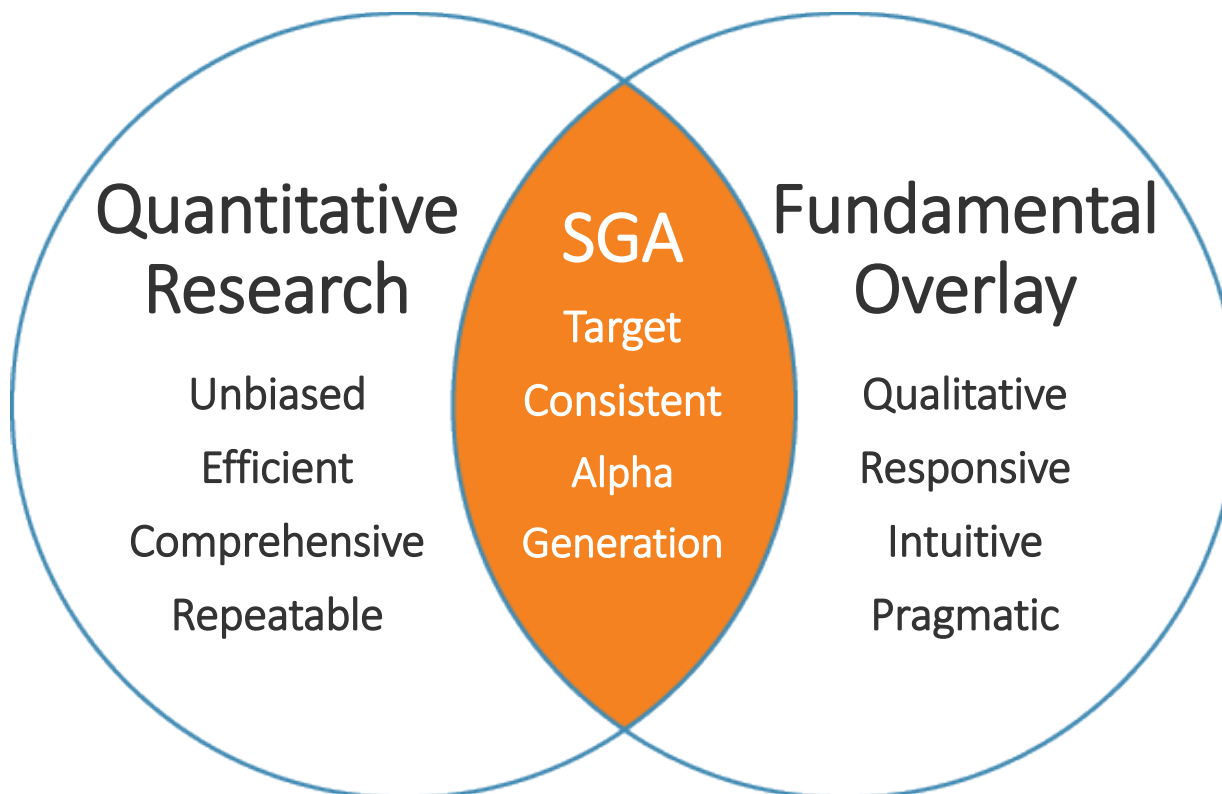 Quantitative
Research
Unbiased
Efficient
Comprehensive
Repeatable
SGA
Target
Consistent
Alpha
Generation
Fundamental
Overlay
Qualitative
Responsive
Intuitive
Pragmatic